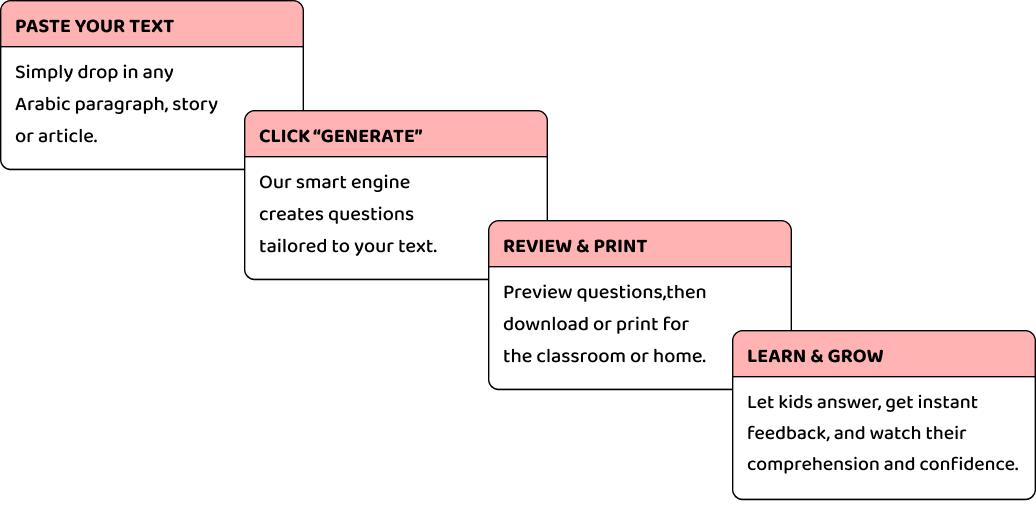 PASTE YOUR TEXT
Simply drop in any
Arabic paragraph, story
or article.
CLICK “GENERATE”
Our smart engine
creates questions
tailored to your text.
REVIEW & PRINT
Preview questions,then
download or print for
the classroom or home.
LEARN & GROW
Let kids answer, get instant
feedback, and watch their
comprehension and confidence.